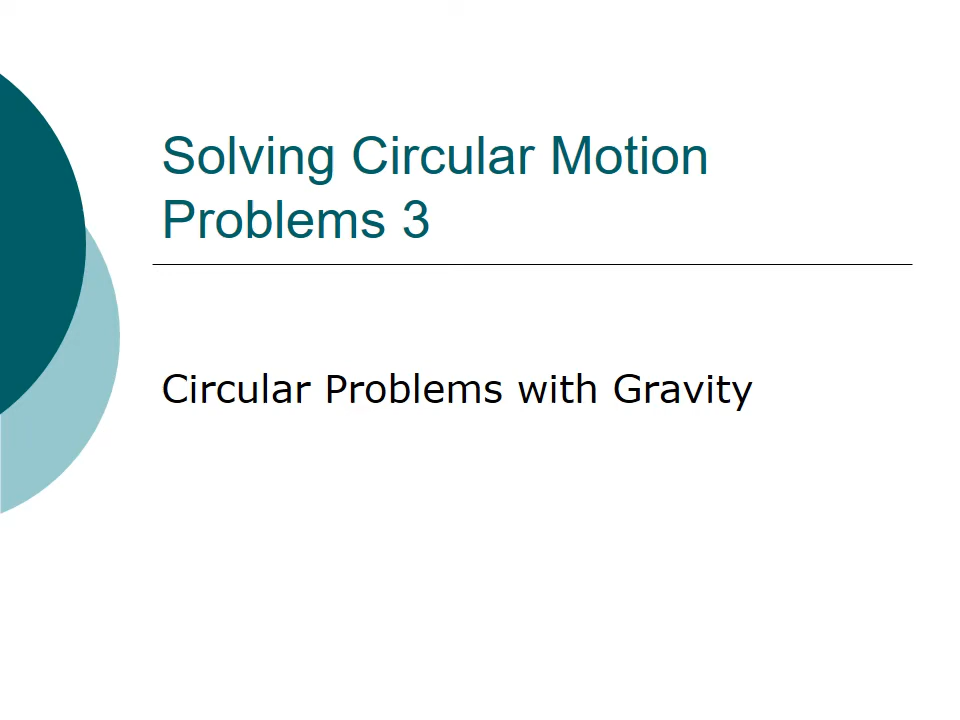 Solving Circular Motion
Problems 3
Circular Problems with Gravity